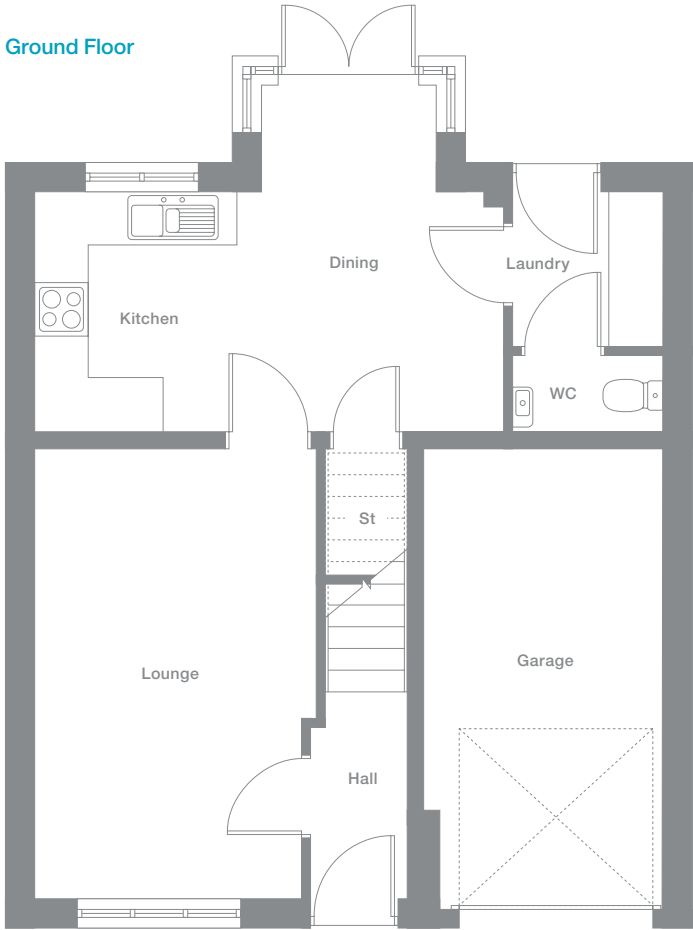 Ground Floor
Dining
Laundry
Kitchen
WC
St
Garage
Lounge
Hall